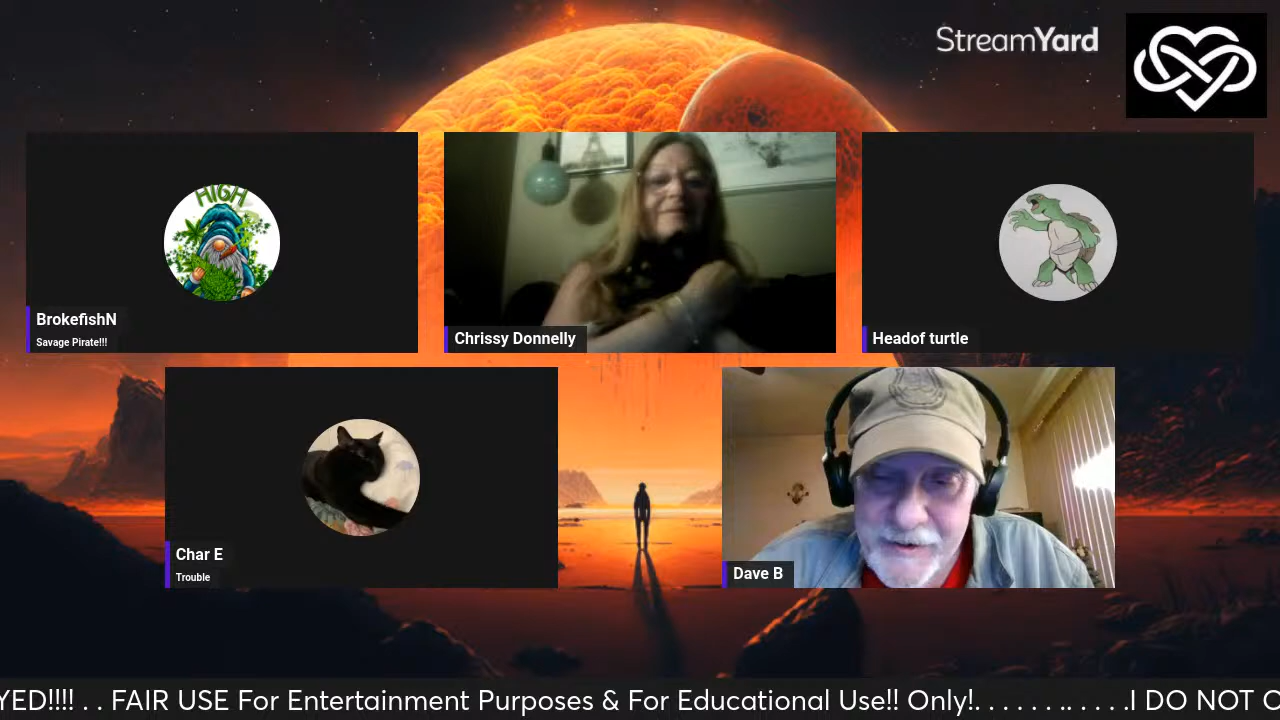 StreamYard
HIGH
BrokefishN
Savage Pirate!!!
Chrissy Donnelly
Headof turtle
Char E
Trouble
Dave B
YED!!!! . . FAIR USE For Entertainment Purposes & For Educational Use!! Only!. . . . . . .. . . . .I DO NOT